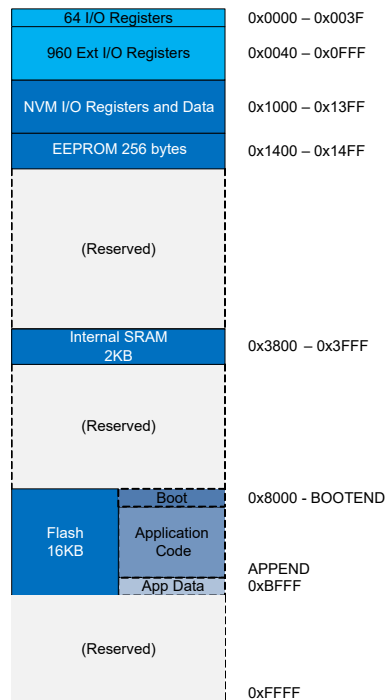 64 I/O Registers 0x0000 – 0x003F
960 Ext I/O Registers 0x0040 – 0x0FFF
NVM I/O Registers and Data 0x1000 – 0x13FF
EEPROM 256 bytes 0x1400 – 0x14FF
(Reserved)
Internal SRAM
2KB
0x3800 – 0x3FFF
(Reserved)
Boot 0x8000 - BOOTEND
Flash
16KB
Application
Code
APPEND
App Data 0xBFFF
(Reserved)
0xFFFF